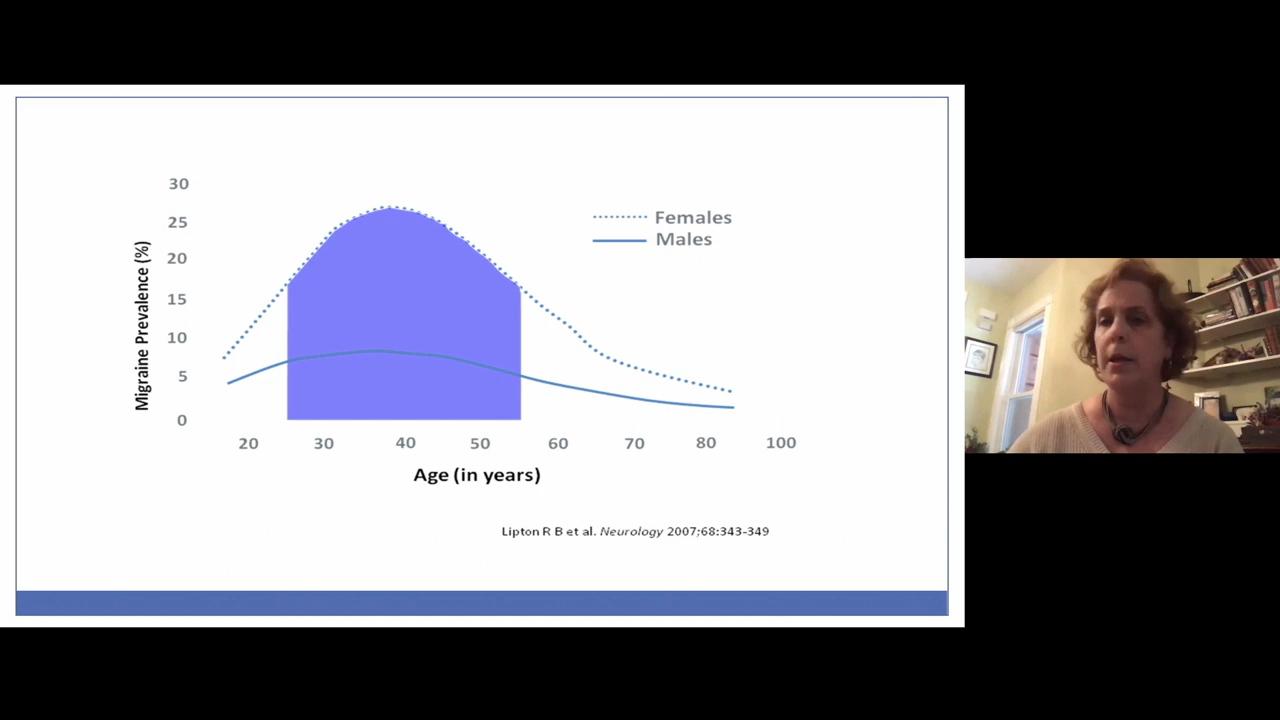 30
25
20
15
10
5
0
Migraine Prevalence (%)
Females
Males
20 30 40 50 60 70 80 100
Age (in years)
Lipton R B et al. Neurology 2007;68:343-349